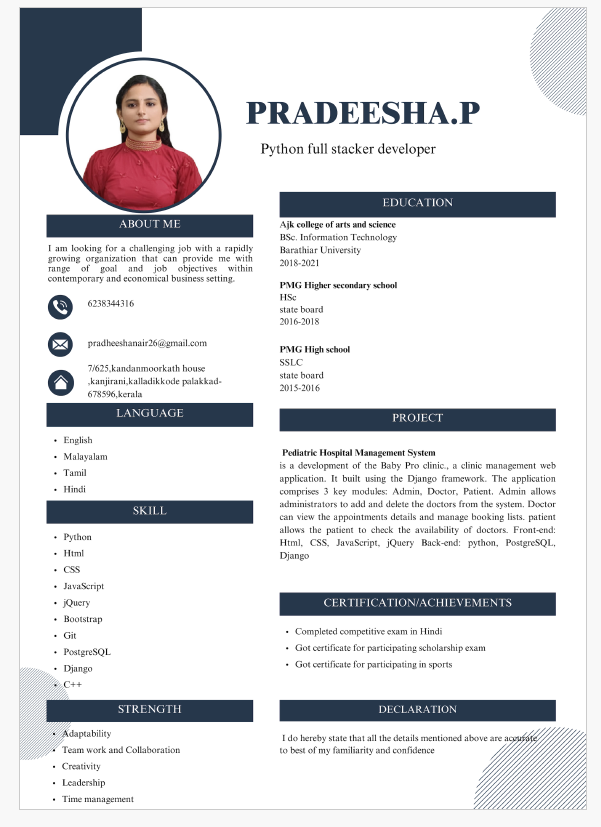 PRADEESHA.P
Python full stacker developer
ABOUT ME
I am looking for a challenging job with a rapidly
growing organization that can provide me with
range of goal and job objectives within
contemporary and economical business setting.
6238344316
pradheeshanair26@gmail.com
7/625,kandanmoorkath house
,kanjirani,kalladikkode palakkad-
678596,kerala
LANGUAGE
• English
• Malayalam
• Tamil
• Hindi
SKILL
• Python
• Html
• CSS
• JavaScript
• jQuery
• Bootstrap
• Git
• PostgreSQL
• Django
• C++
STRENGTH
• Adaptability
• Team work and Collaboration
• Creativity
• Leadership
• Time management
EDUCATION
Ajk college of arts and science
BSc. Information Technology
Barathiar University
2018-2021
PMG Higher secondary school
HSc
state board
2016-2018
PMG High school
SSLC
state board
2015-2016
PROJECT
Pediatric Hospital Management System
is a development of the Baby Pro clinic., a clinic management web
application. It built using the Django framework. The application
comprises 3 key modules: Admin, Doctor, Patient. Admin allows
administrators to add and delete the doctors from the system. Doctor
can view the appointments details and manage booking lists. patient
allows the patient to check the availability of doctors. Front-end:
Html, CSS, JavaScript, jQuery Back-end: python, PostgreSQL,
Django
CERTIFICATION/ACHIEVEMENTS
• Completed competitive exam in Hindi
• Got certificate for participating scholarship exam
• Got certificate for participating in sports
DECLARATION
I do hereby state that all the details mentioned above are accurate
to best of my familiarity and confidence